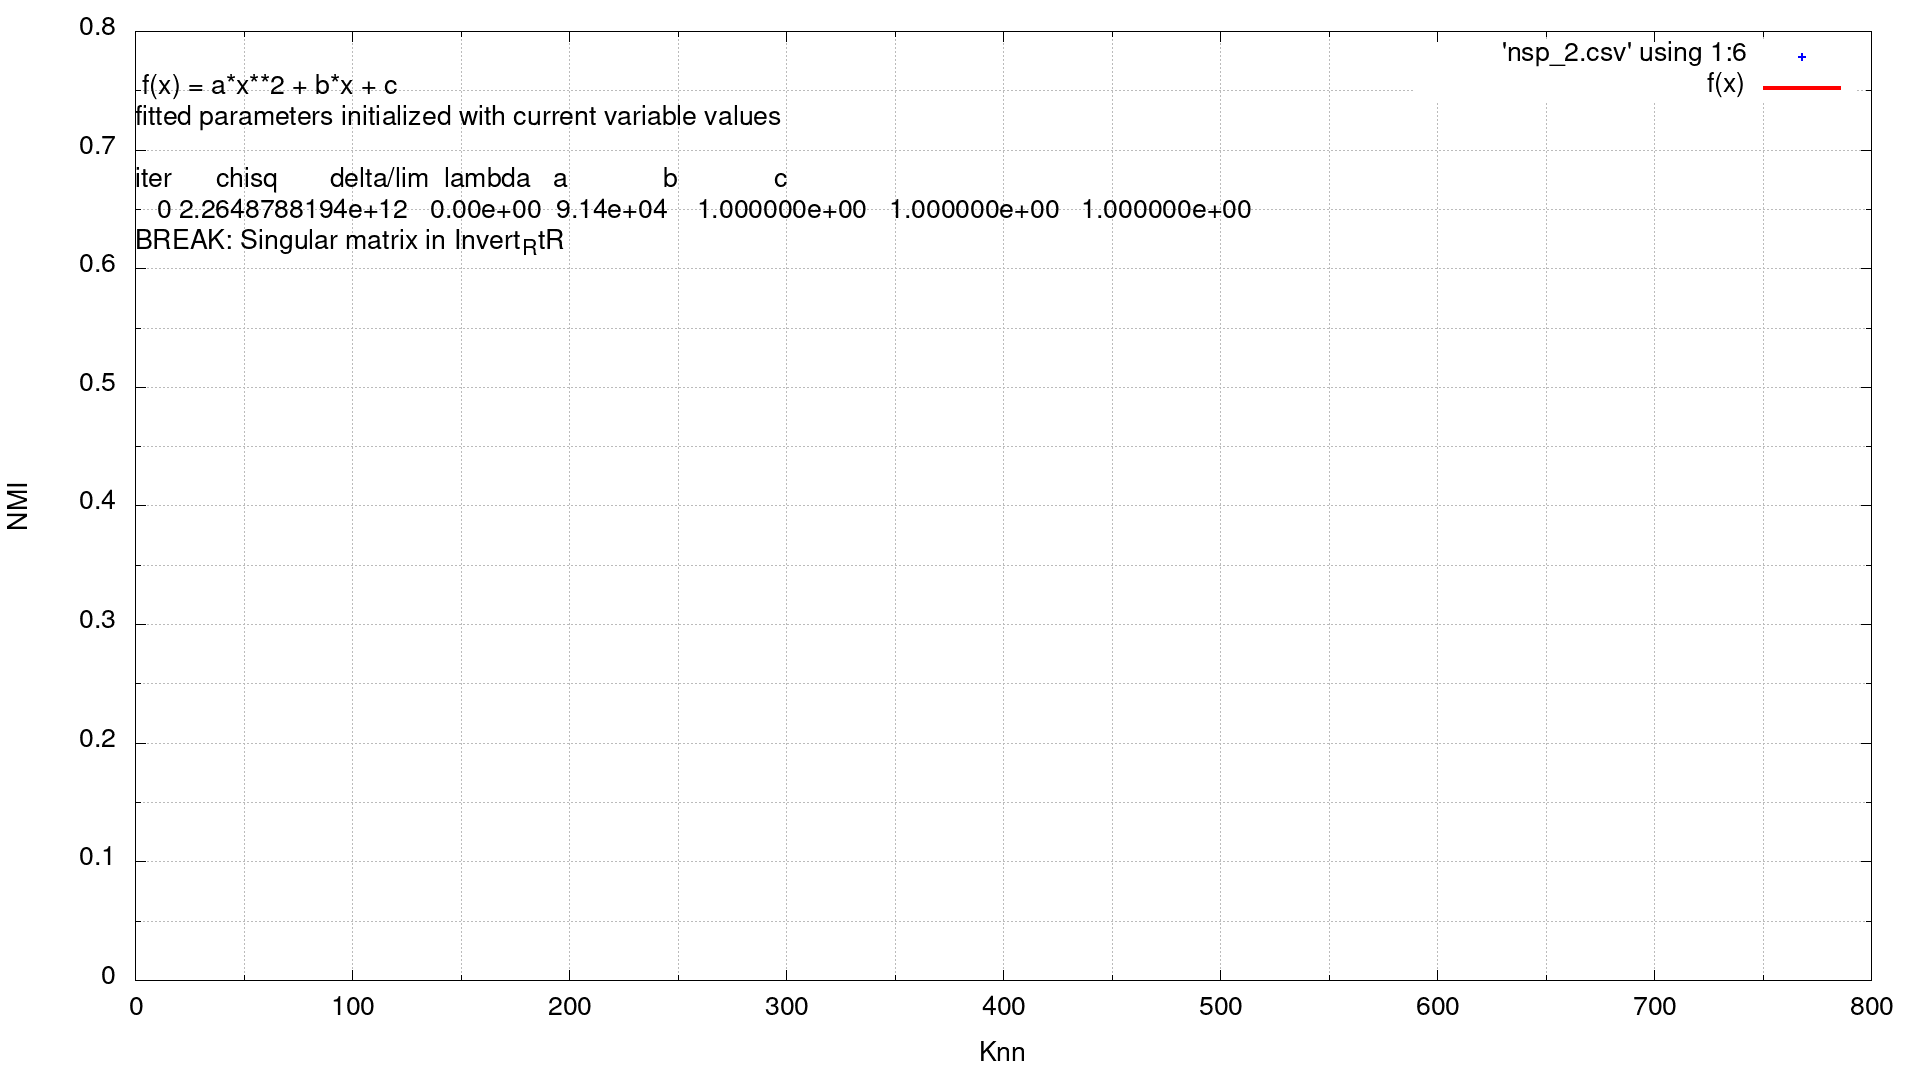 0.8
'nsp_2.csv' using 1:6
f(x) = a*x**2 + b*x + c
f(x)
fitted parameters initialized with current variable values
0.7
iter chisq delta/lim lambda a b c
0 2.2648788194e+12 0.00e+00 9.14e+04 1.000000e+00 1.000000e+00 1.000000e+00
BREAK: Singular matrix in InvertRtR
0.6
0.5
0.4
NMI
0.3
0.2
0.1
0
0 100 200 300 400 500 600 700 800
Knn